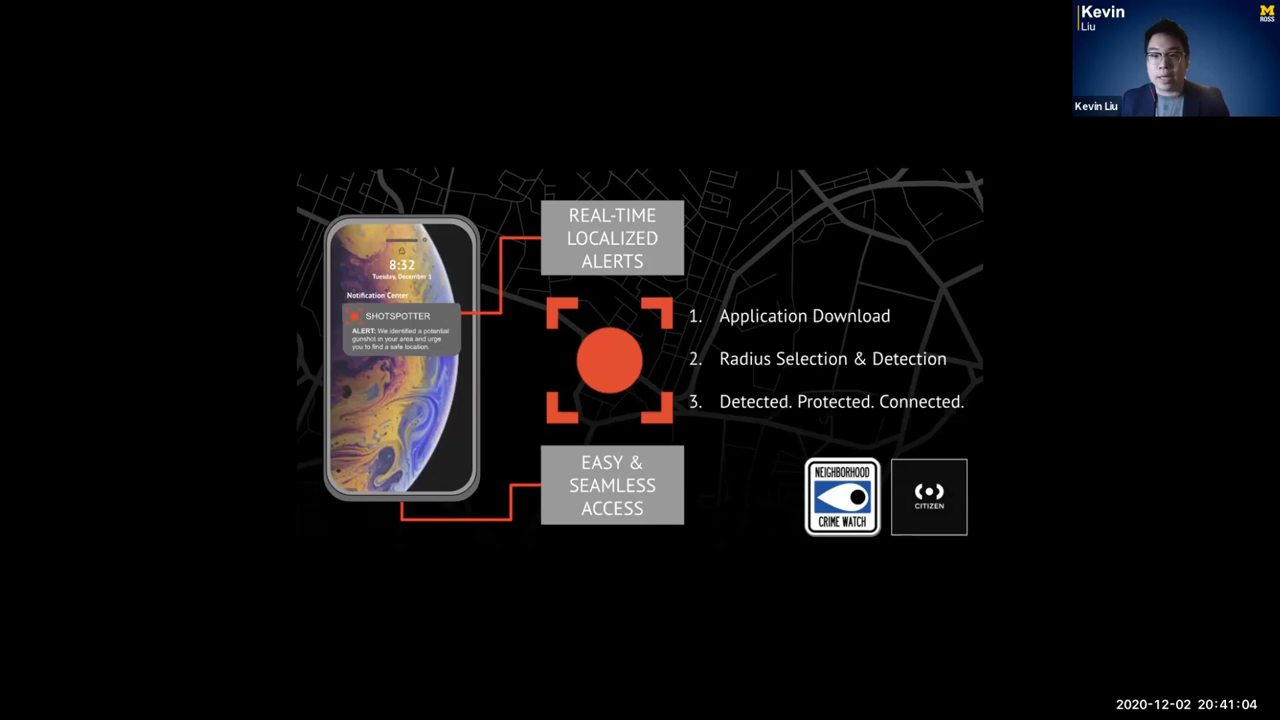 Kevin
Liu
M
ROSS
Kevin Liu
REAL-TIME
LOCALIZED
ALERTS
8:32
Tuesday, December 1
Notification Center
SHOTSPOTTER
ALERT: We identified a potential
gunshot in your area and urge
you to find a safe location.
1. Application Download
2. Radius Selection & Detection
3. Detected. Protected. Connected.
EASY &
SEAMLESS
ACCESS
NEIGHBORHOOD
CRIME WATCH
CITIZEN
2020-12-02 20:41:04